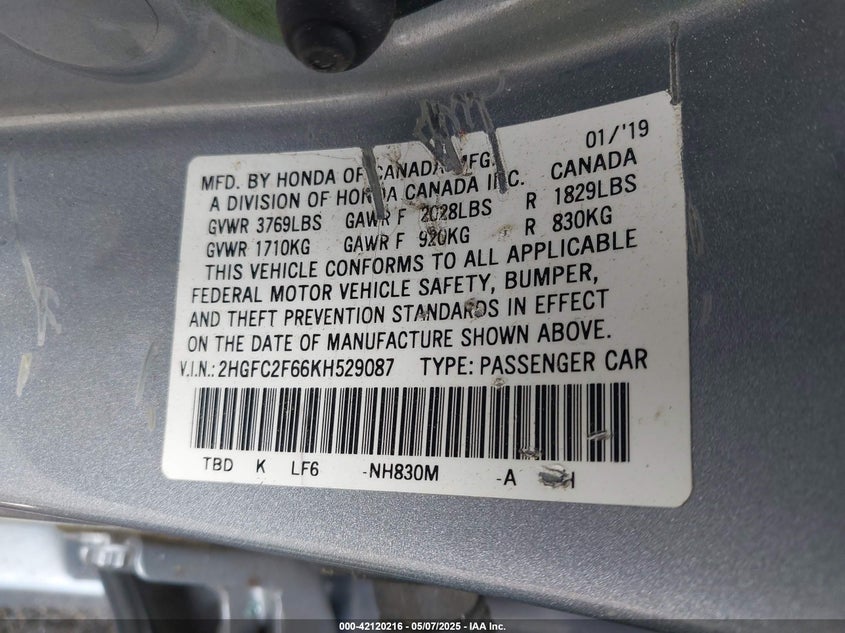 01/'19
MFD. BY HONDA OF CANADA MFG.
A DIVISION OF HONDA CANADA INC. CANADA
GVWR 3769LBS GAWR F 2028LBS R 1829LBS
GVWR 1710KG GAWR F 920KG R 830KG
THIS VEHICLE CONFORMS TO ALL APPLICABLE
FEDERAL MOTOR VEHICLE SAFETY, BUMPER,
AND THEFT PREVENTION STANDARDS IN EFFECT
ON THE DATE OF MANUFACTURE SHOWN ABOVE.
V.I.N.: 2HGFC2F66KH529087 TYPE: PASSENGER CAR
TBD K LF6 -NH830M -A
000-42120216 - 05/07/2025 - IAA Inc.